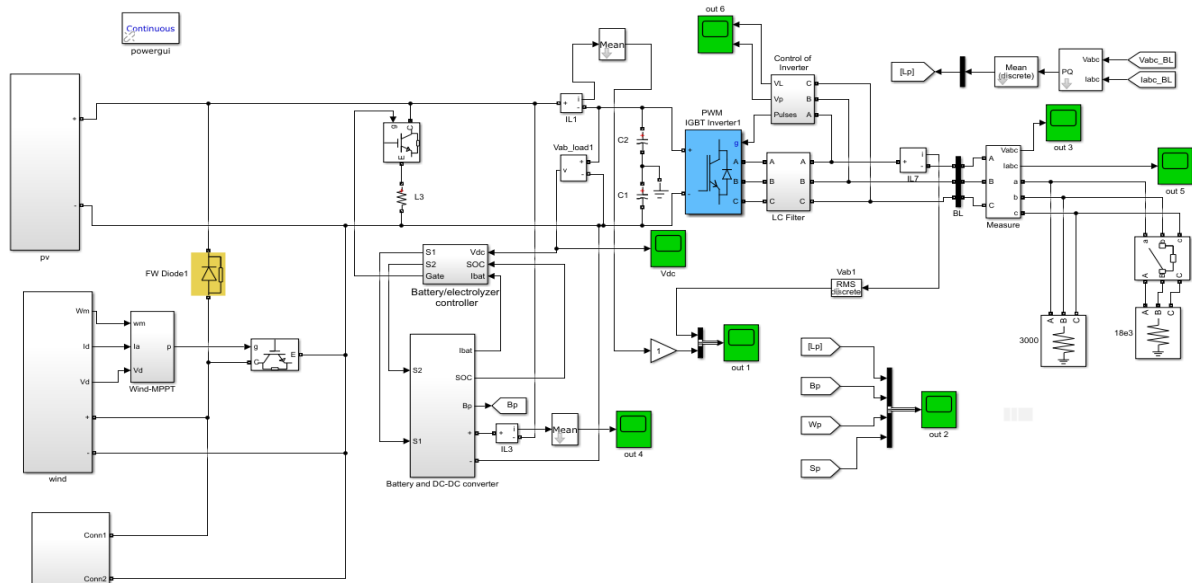 Continuous
powergui
out 6
Mean
Control of
Inverter
VL
Vp
Pulses
C
B
A
[Lp]
Mean
(discrete)
PQ
Vabc
Iabc
Vabc_BL
Iabc_BL
+
-
pv
g
C
E
L3
+
i
-
IL1
Vab_load1
v
+
-
C2
C1
PWM
IGBT Inverter1
g
+
-
A
B
C
A
B
C
A
B
C
LC Filter
+
i
-
IL7
BL
A
B
C
Vabc
Iabc
a
b
c
Measure
out 3
out 5
a
b
c
A
B
C
A
B
C
3000
A
B
C
18e3
FW Diode1
S1
S2
Gate
Vdc
SOC
Ibat
Battery/electrolyzer
controller
Vdc
Vab1
RMS
discrete
Wm
Id
Vd
+
-
wind
wm
Ia
Vd
p
Wind-MPPT
g
C
E
S2
S1
Ibat
SOC
Bp
+
-
Battery and DC-DC converter
Bp
+
i
-
IL3
Mean
out 4
1
out 1
[Lp]
Bp
Wp
Sp
out 2
Conn1
Conn2